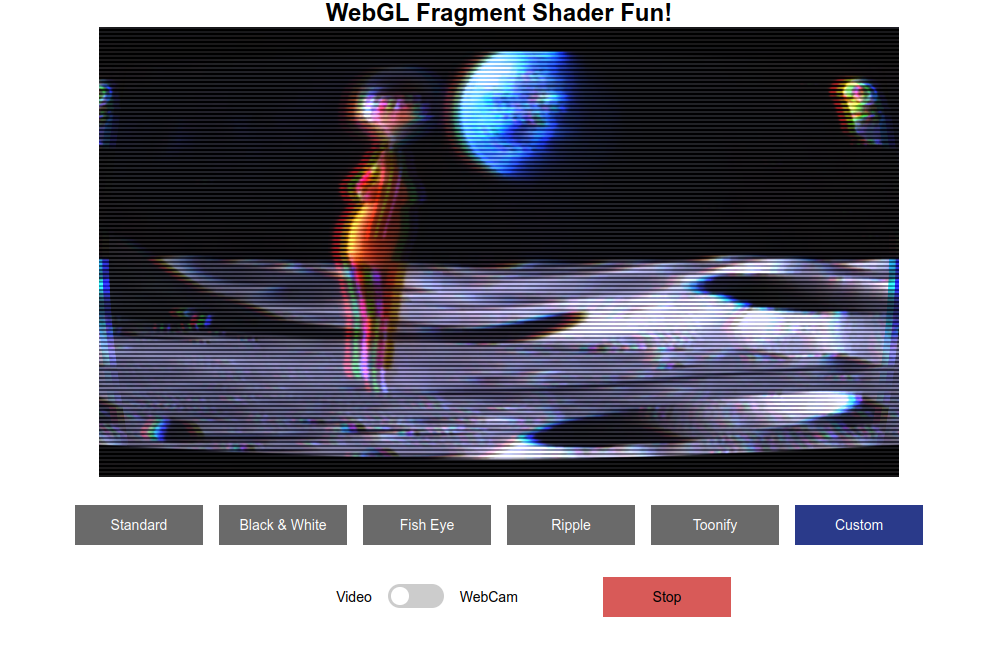 WebGL Fragment Shader Fun!
Standard
Black & White
Fish Eye
Ripple
Toonify
Custom
Video
WebCam
Stop